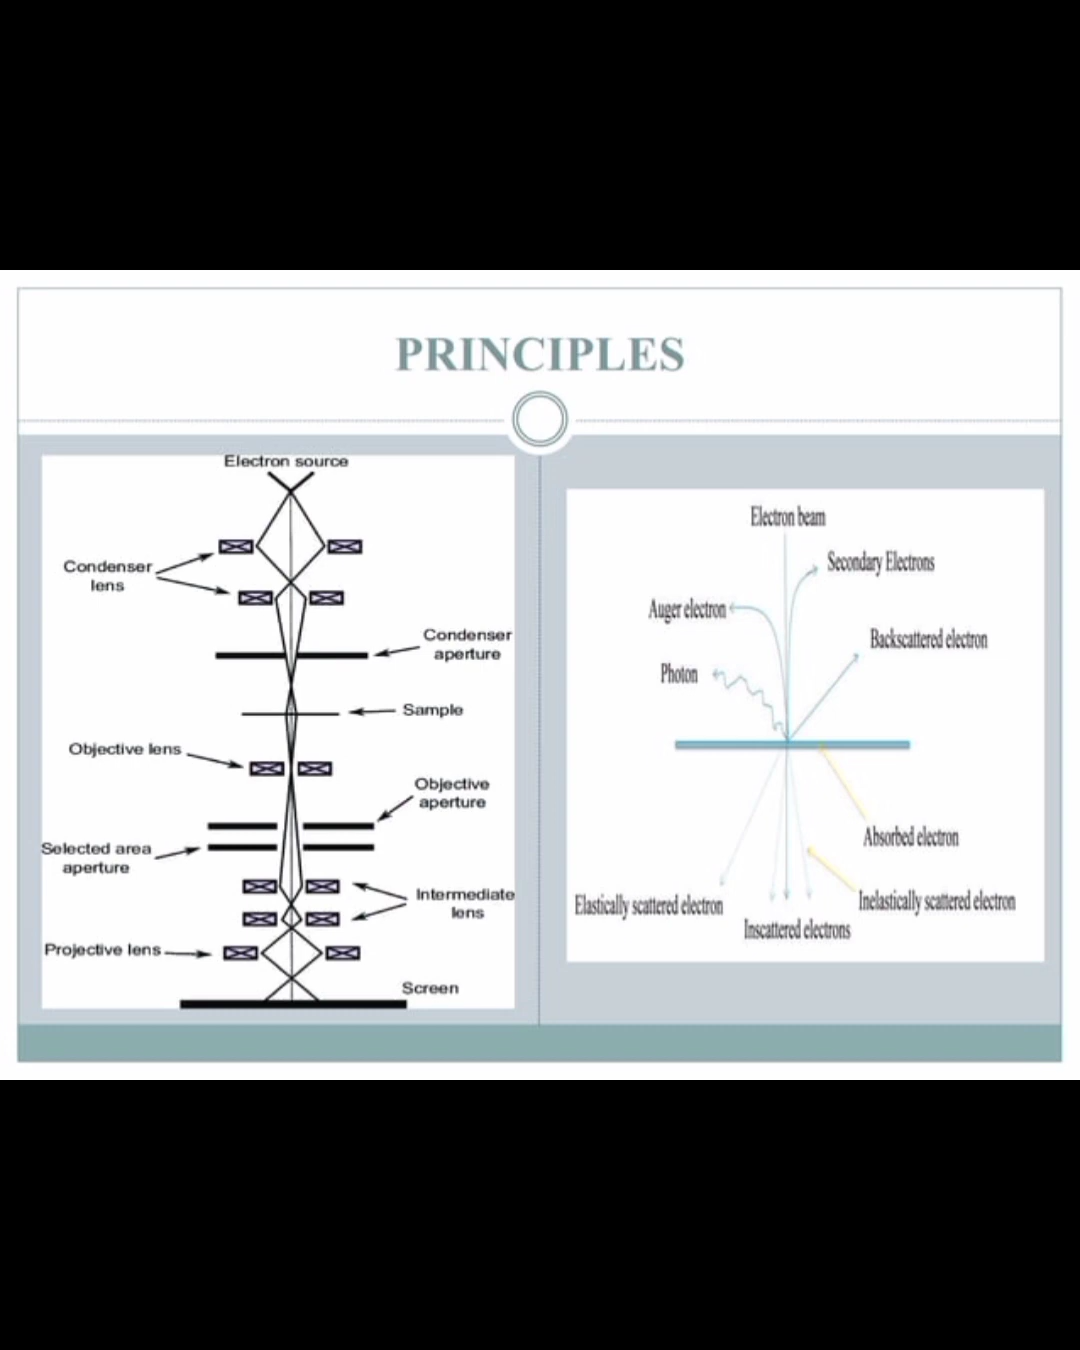 PRINCIPLES
Electron source
Condenser
lens
Condenser
aperture
Sample
Objective lens
Objective
aperture
Selected area
aperture
Intermediate
lens
Projective lens
Screen
Electron beam
Secondary Electrons
Auger electron
Backscattered electron
Photon
Absorbed electron
Elastically scattered electron
Inelastically scattered electron
Inscattered electrons